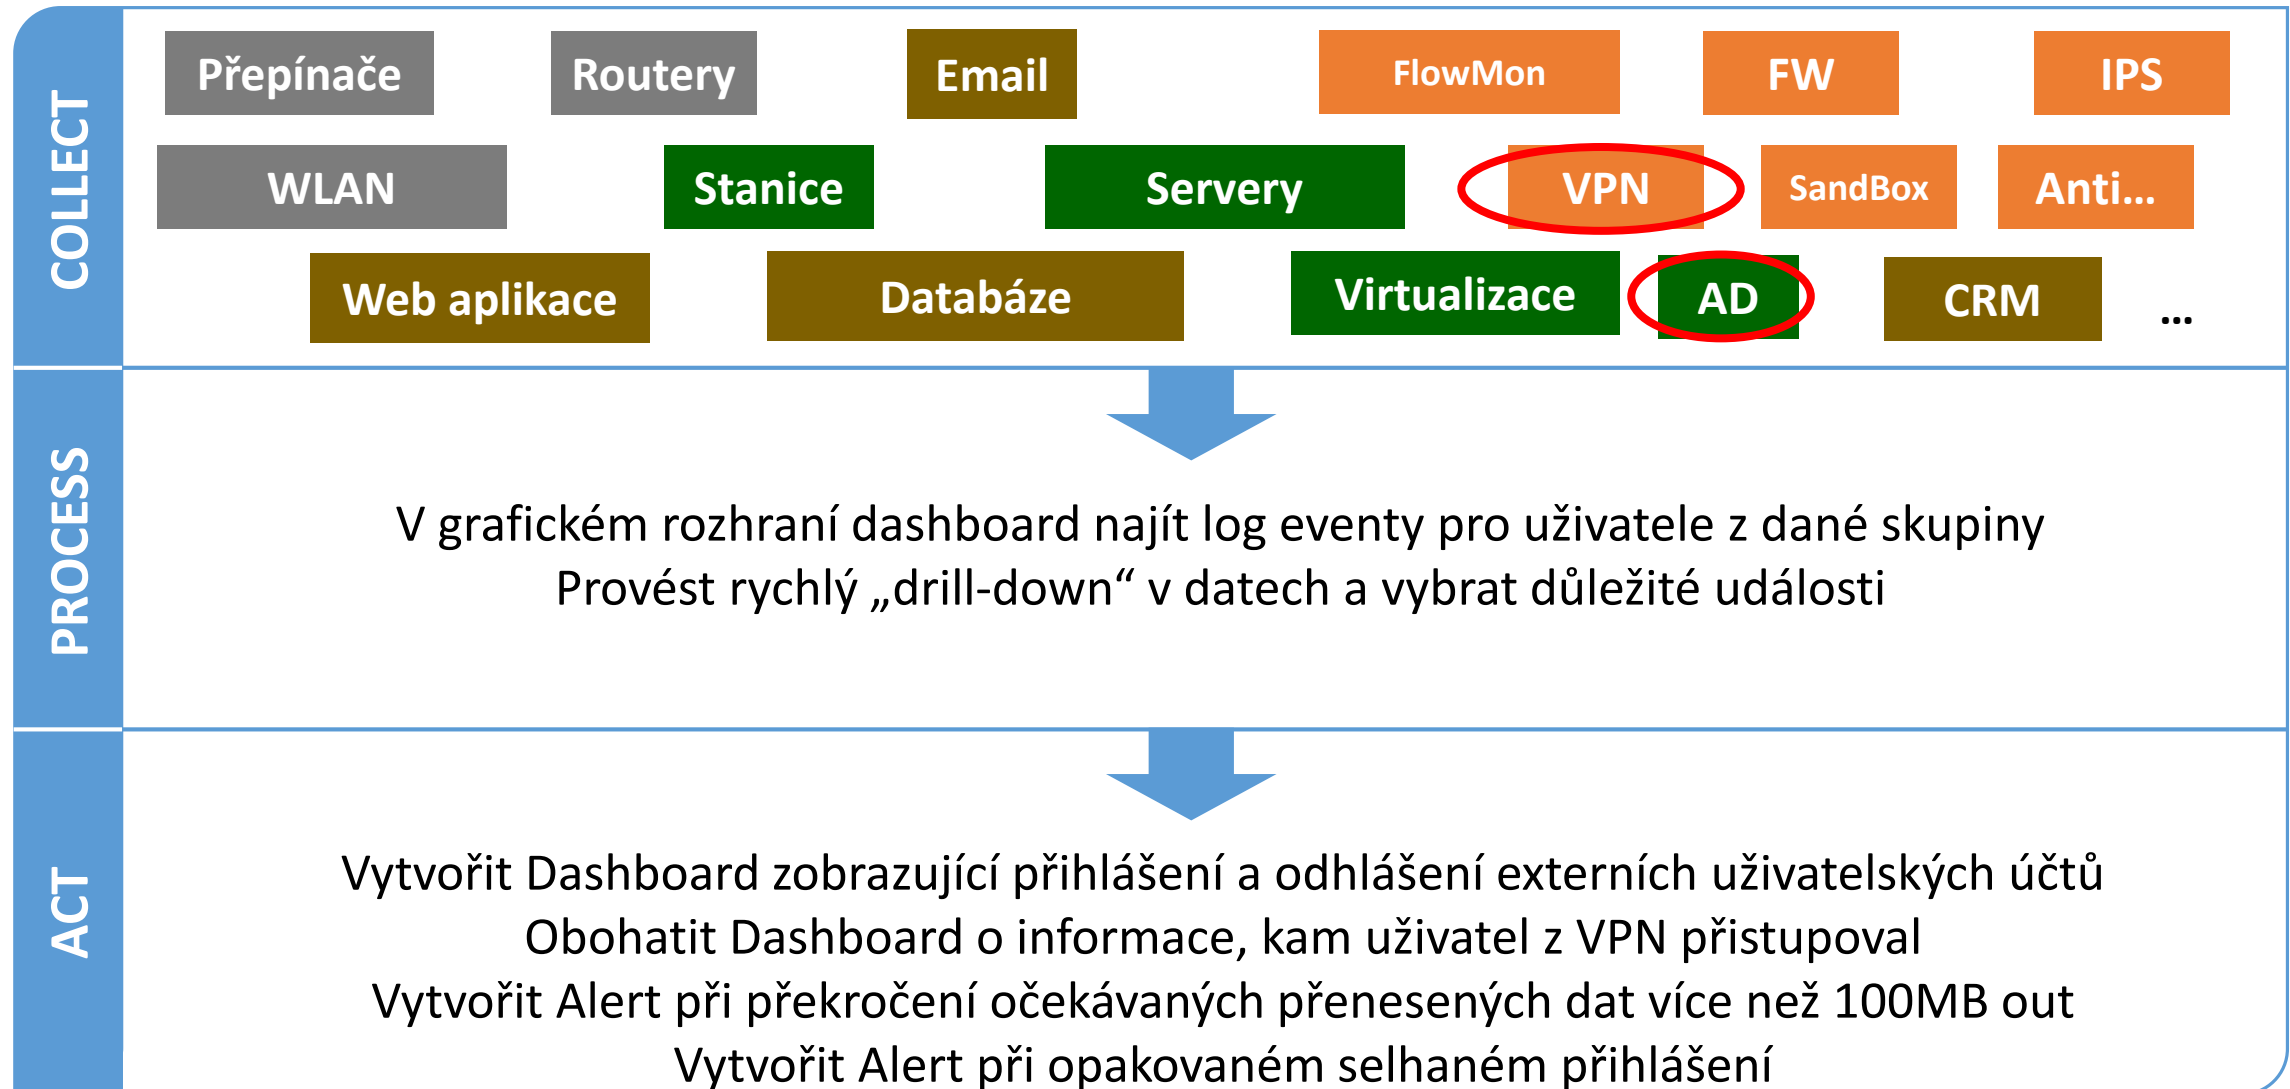 COLLECT
Přepínače Routery Email FlowMon FW IPS
WLAN Stanice Servery VPN SandBox Anti...
Web aplikace Databáze Virtualizace AD CRM ...
PROCESS
V grafickém rozhraní dashboard najít log eventy pro uživatele z dané skupiny
Provést rychlý „drill-down“ v datech a vybrat důležité události
ACT
Vytvořit Dashboard zobrazující přihlášení a odhlášení externích uživatelských účtů
Obohatit Dashboard o informace, kam uživatel z VPN přistupoval
Vytvořit Alert při překročení očekávaných přenesených dat více než 100MB out
Vytvořit Alert při opakovaném selhaném přihlášení